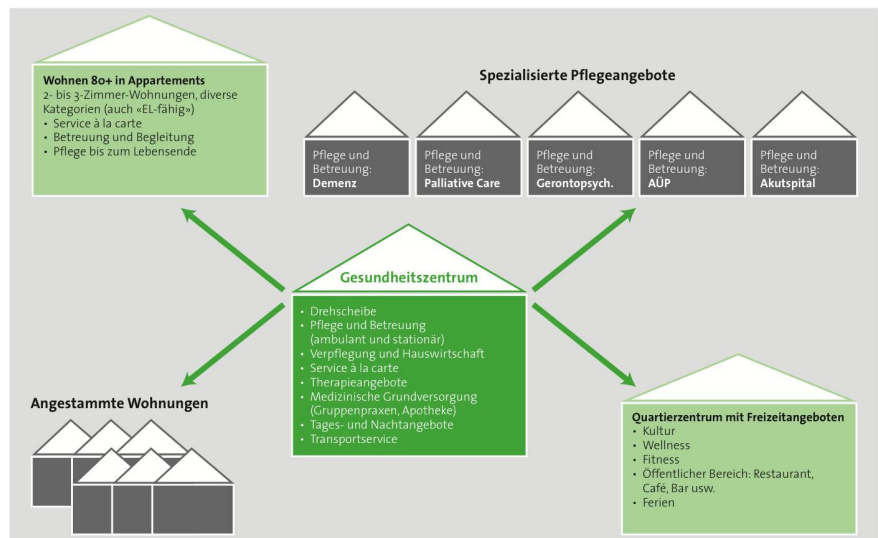 Wohnen 80+ in Appartements
2- bis 3-Zimmer-Wohnungen, diverse
Kategorien (auch «EL-fähig»)
• Service à la carte
• Betreuung und Begleitung
• Pflege bis zum Lebensende
Spezialisierte Pflegeangebote
Pflege und
Betreuung:
Demenz
Pflege und
Betreuung:
Palliative Care
Pflege und
Betreuung:
Gerontopsych.
Pflege und
Betreuung:
AÜP
Pflege und
Betreuung:
Akutspital
Gesundheitszentrum
• Drehscheibe
• Pflege und Betreuung
(ambulant und stationär)
• Verpflegung und Hauswirtschaft
• Service à la carte
• Therapieangebote
• Medizinische Grundversorgung
(Gruppenpraxen, Apotheke)
• Tages- und Nachtangebote
• Transportservice
Angestammte Wohnungen
Quartierzentrum mit Freizeitangeboten
• Kultur
• Wellness
• Fitness
• Öffentlicher Bereich: Restaurant,
Café, Bar usw.
• Ferien